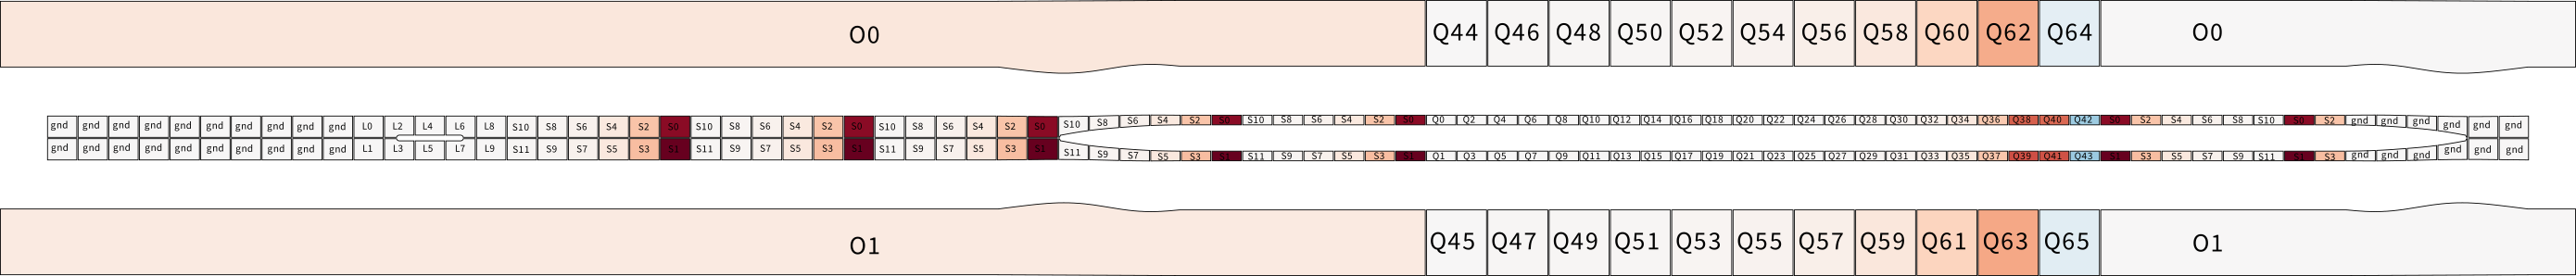 O0 Q44 Q46 Q48 Q50 Q52 Q54 Q56 Q58 Q60 Q62 Q64 O0
gnd gnd gnd gnd gnd gnd gnd gnd gnd gnd L0 L2 L4 L6 L8 S10 S8 S6 S4 S2 S0 S10 S8 S6 S4 S2 S0 S10 S8 S6 S4 S2 S0 S10 S8 S6 S4 S2 S0 S10 S8 S6 S4 S2 S0 Q0 Q2 Q4 Q6 Q8 Q10 Q12 Q14 Q16 Q18 Q20 Q22 Q24 Q26 Q28 Q30 Q32 Q34 Q36 Q38 Q40 Q42 S0 S2 S4 S6 S8 S10 S0 S2 gnd gnd gnd gnd gnd gnd
gnd gnd gnd gnd gnd gnd gnd gnd gnd gnd L1 L3 L5 L7 L9 S11 S9 S7 S5 S3 S1 S11 S9 S7 S5 S3 S1 S11 S9 S7 S5 S3 S1 S11 S9 S7 S5 S3 S1 S11 S9 S7 S5 S3 S1 Q1 Q3 Q5 Q7 Q9 Q11 Q13 Q15 Q17 Q19 Q21 Q23 Q25 Q27 Q29 Q31 Q33 Q35 Q37 Q39 Q41 Q43 S1 S3 S5 S7 S9 S11 S1 S3 gnd gnd gnd gnd gnd gnd
O1 Q45 Q47 Q49 Q51 Q53 Q55 Q57 Q59 Q61 Q63 Q65 O1